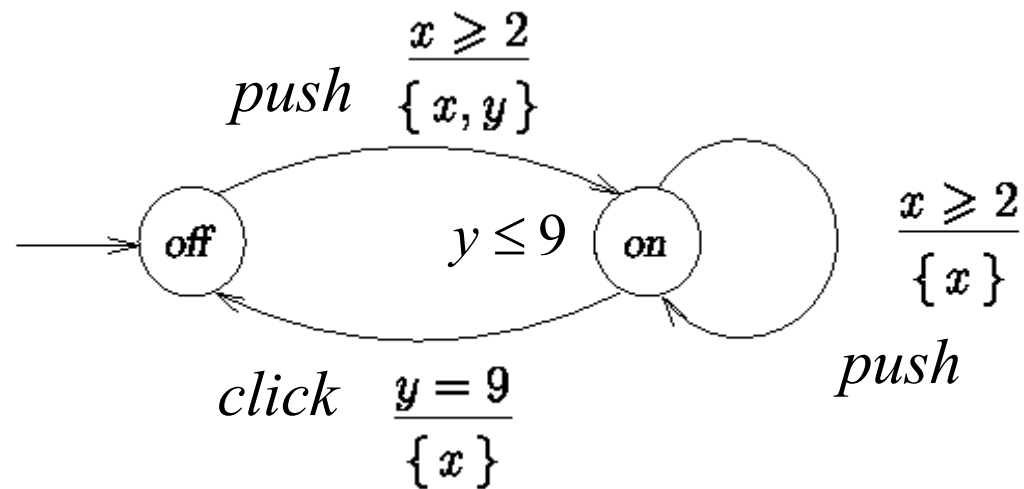 push
x ⩾ 2
{ x, y }
off
y ≤ 9
on
x ⩾ 2
{ x }
push
click
y = 9
{ x }